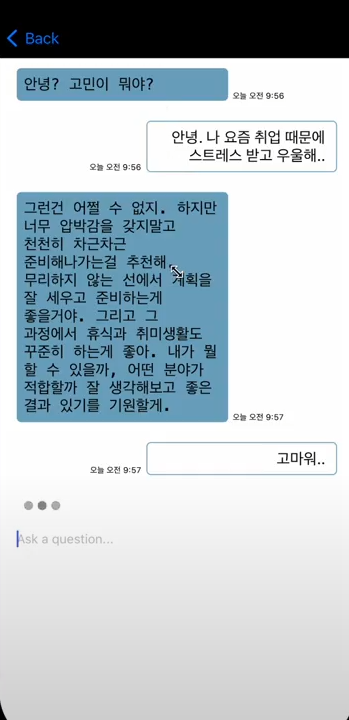 Back
안녕? 고민이 뭐야?
오늘 오전 9:56
안녕. 나 요즘 취업 때문에
스트레스 받고 우울해..
오늘 오전 9:56
그런건 어쩔 수 없지. 하지만
너무 압박감을 갖지말고
천천히 차근차근
준비해나가는걸 추천해.
무리하지 않는 선에서 계획을
잘 세우고 준비하는게
좋을거야. 그리고 그
과정에서 휴식과 취미생활도
꾸준히 하는게 좋아. 내가 뭘
할 수 있을까, 어떤 분야가
적합할까 잘 생각해보고 좋은
결과 있기를 기원할게.
오늘 오전 9:57
고마워..
오늘 오전 9:57
Ask a question...